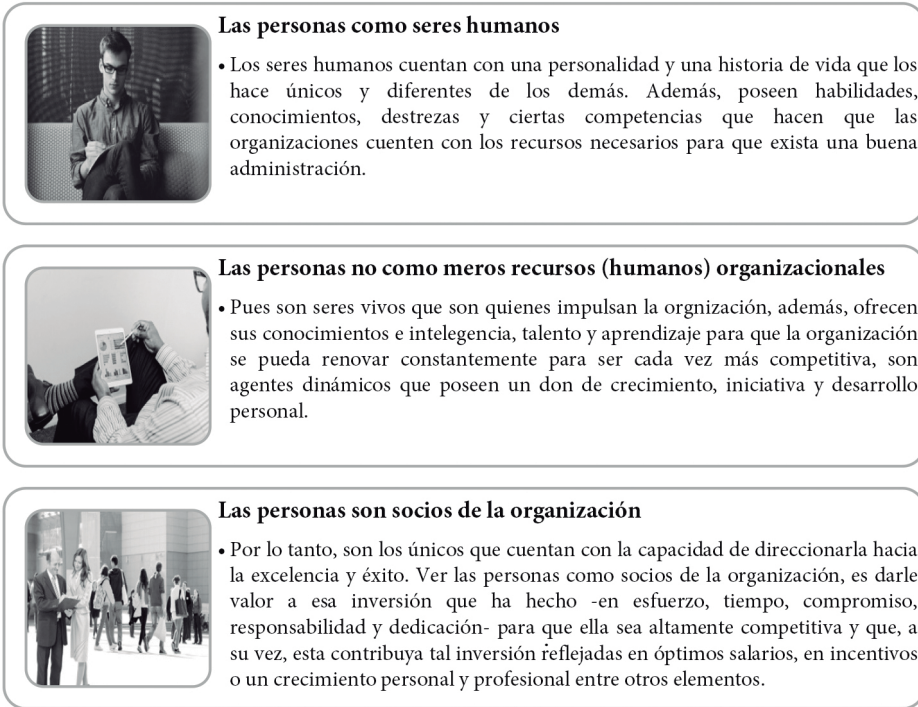 Las personas como seres humanos
• Los seres humanos cuentan con una personalidad y una historia de vida que los
hace únicos y diferentes de los demás. Además, poseen habilidades,
conocimientos, destrezas y ciertas competencias que hacen que las
organizaciones cuenten con los recursos necesarios para que exista una buena
administración.
Las personas no como meros recursos (humanos) organizacionales
• Pues son seres vivos que son quienes impulsan la orgnización, además, ofrecen
sus conocimientos e intelegencia, talento y aprendizaje para que la organización
se pueda renovar constantemente para ser cada vez más competitiva, son
agentes dinámicos que poseen un don de crecimiento, iniciativa y desarrollo
personal.
Las personas son socios de la organización
• Por lo tanto, son los únicos que cuentan con la capacidad de direccionarla hacia
la excelencia y éxito. Ver las personas como socios de la organización, es darle
valor a esa inversión que ha hecho -en esfuerzo, tiempo, compromiso,
responsabilidad y dedicación- para que ella sea altamente competitiva y que, a
su vez, esta contribuya tal inversión reflejadas en óptimos salarios, en incentivos
o un crecimiento personal y profesional entre otros elementos.